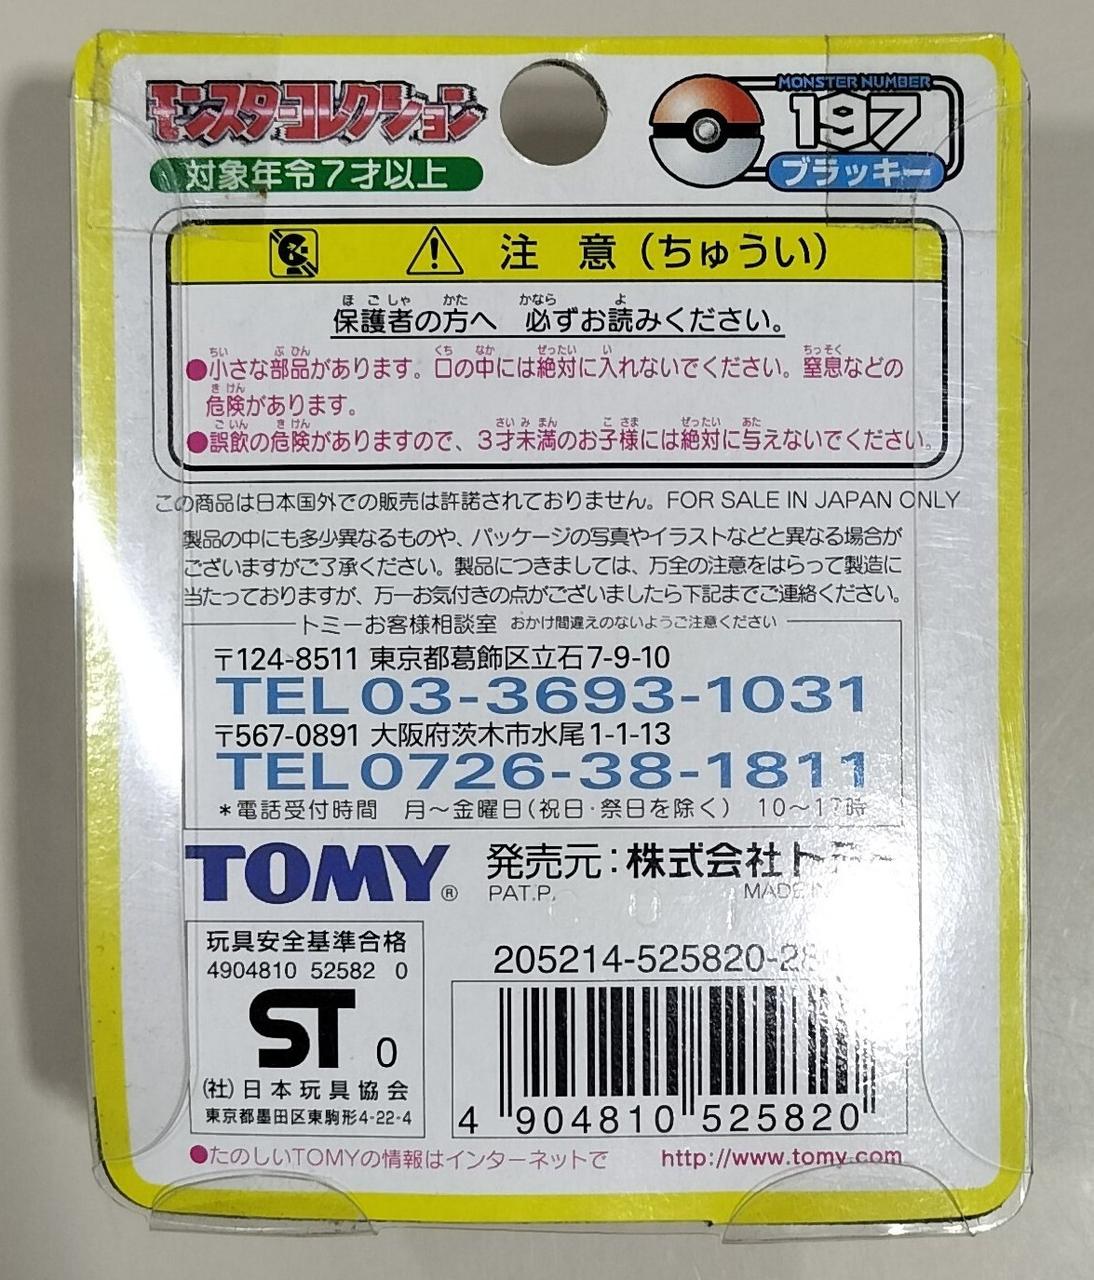 モンスターコレクション
対象年令7才以上
MONSTER NUMBER
197
ブラッキー
注 意（ちゅうい）
ほごしゃ かた かなら よ
保護者の方へ 必ずお読みください。
ちい ぶひん くち なか ぜったい い ちっそく
●小さな部品があります。口の中には絶対に入れないでください。窒息などの
きけん
危険があります。
ごいん きけん さいみまん こさま ぜったい あた
●誤飲の危険がありますので、3才未満のお子様には絶対に与えないでください。
この商品は日本国外での販売は許諾されておりません。FOR SALE IN JAPAN ONLY
製品の中にも多少異なるものや、パッケージの写真やイラストなどと異なる場合が
ございますがご了承ください。製品につきましては、万全の注意をはらって製造に
当たっておりますが、万一お気付きの点がございましたら下記までご連絡ください。
トミーお客様相談室 おかけ間違えのないようご注意ください
〒124-8511 東京都葛飾区立石7-9-10
TEL03-3693-1031
〒567-0891 大阪府茨木市水尾1-1-13
TEL0726-38-1811
＊電話受付時間 月〜金曜日（祝日・祭日を除く） 10〜17時
TOMY® 発売元：株式会社トミー
PAT.P. MADE IN
玩具安全基準合格
4904810 52582 0
ST 0
(社)日本玩具協会
東京都墨田区東駒形4-22-4
205214-525820-28
4 904810 525820
●たのしいTOMYの情報はインターネットで http://www.tomy.com